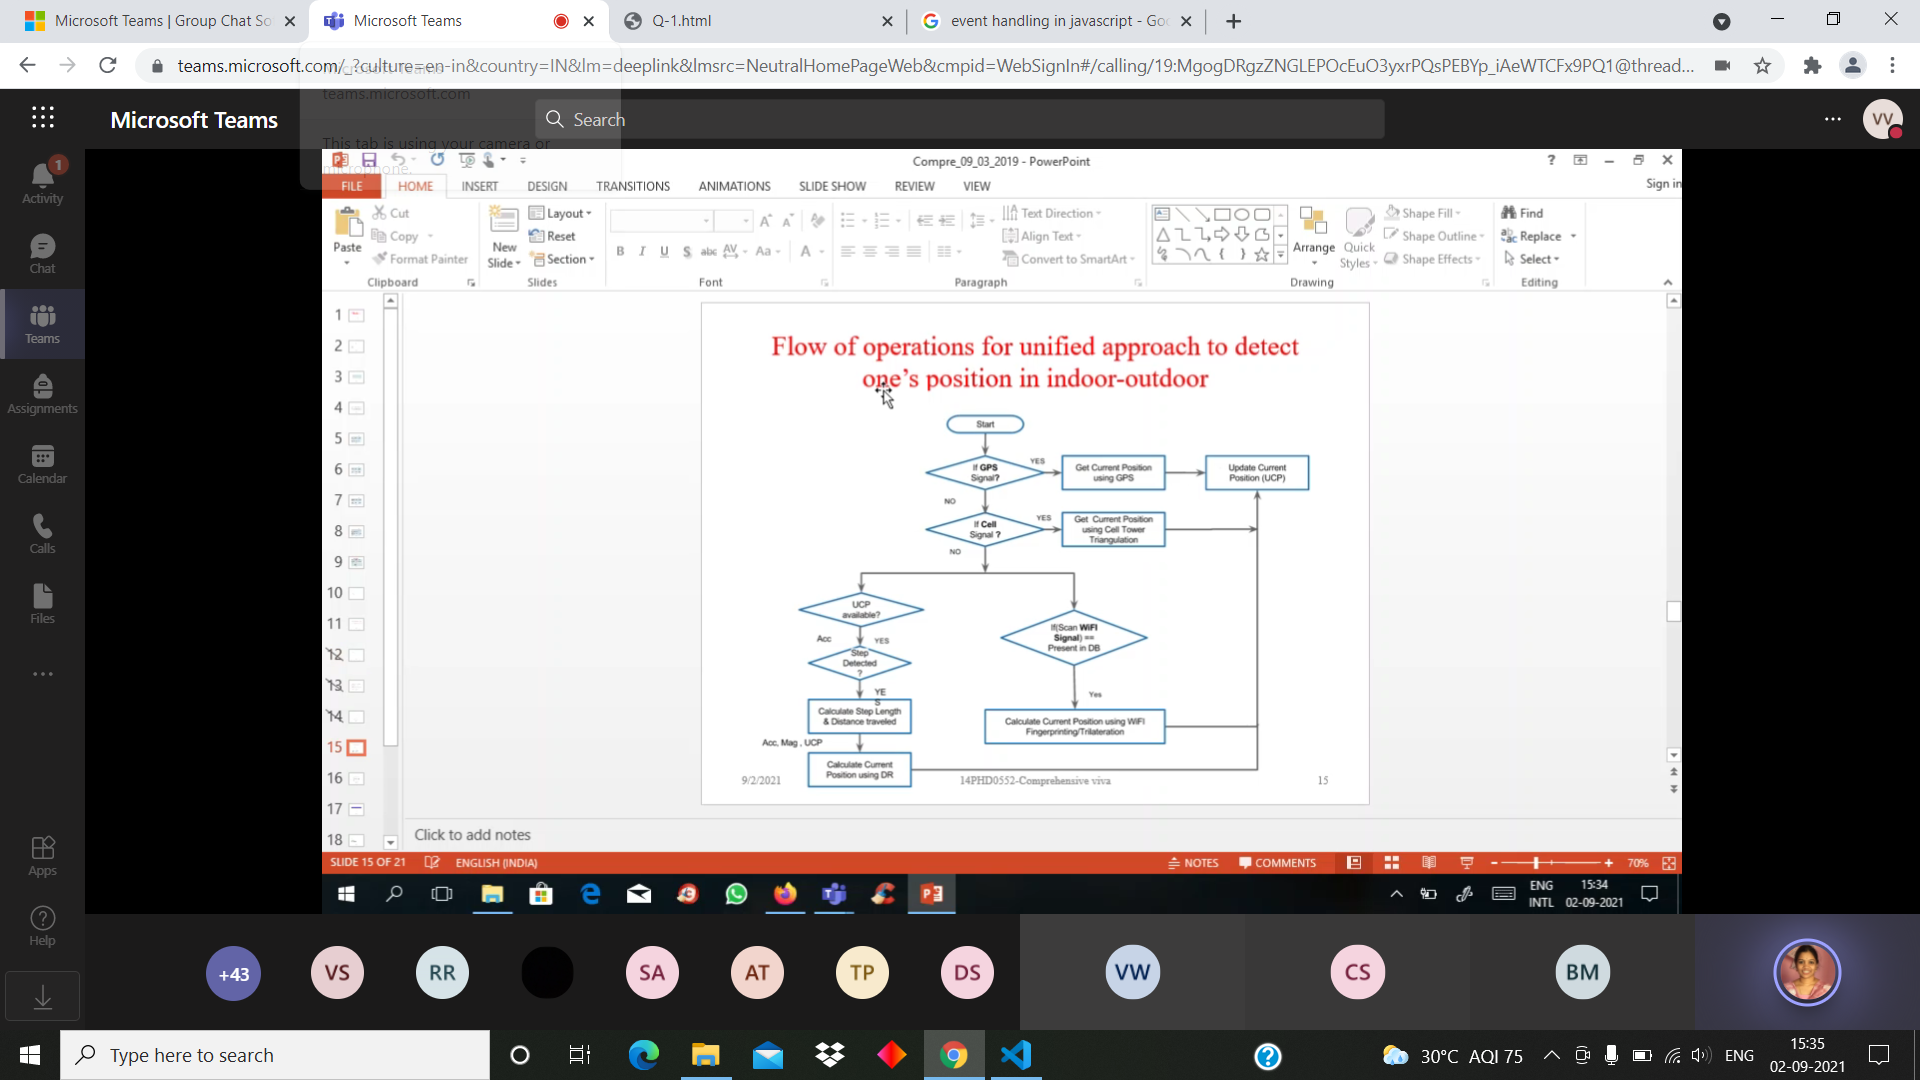 Microsoft Teams | Group Chat So
Microsoft Teams
Q-1.html
event handling in javascript - Goo
teams.microsoft.com/_?culture=en-in&country=IN&lm=deeplink&lmsrc=NeutralHomePageWeb&cmpid=WebSignIn#/calling/19:MgogDRgzZNGLEPOcEuO3yxrPQsPEBYp_iAeWTCFx9PQ1@thread...
Microsoft Teams
teams.microsoft.com
This tab is using your camera or
microphone.
Microsoft Teams
Search
VV
1
Activity
Chat
Teams
Assignments
Calendar
Calls
Files
Apps
Help
Compre_09_03_2019 - PowerPoint
?
FILE
HOME
INSERT
DESIGN
TRANSITIONS
ANIMATIONS
SLIDE SHOW
REVIEW
VIEW
Sign in
Paste
Cut
Copy
Format Painter
Clipboard
New
Slide
Layout
Reset
Section
Slides
B I U S abc AV Aa A
Font
Text Direction
Align Text
Convert to SmartArt
Paragraph
Arrange
Quick
Styles
Shape Fill
Shape Outline
Shape Effects
Drawing
Find
Replace
Select
Editing
1
2
3
4
5
6
7
8
9
10
11
12
13
14
15
16
17
18
Flow of operations for unified approach to detect
one's position in indoor-outdoor
Start
If GPS
Signal?
YES
Get Current Position
using GPS
Update Current
Position (UCP)
NO
If Cell
Signal ?
YES
Get Current Position
using Cell Tower
Triangulation
NO
UCP
available?
Acc
YES
Step
Detected
?
YE
S
Calculate Step Length
& Distance traveled
Acc, Mag , UCP
Calculate Current
Position using DR
If(Scan WiFI
Signal) ==
Present in DB
Yes
Calculate Current Position using WiFI
Fingerprinting/Trilateration
9/2/2021
14PHD0552-Comprehensive viva
15
Click to add notes
SLIDE 15 OF 21
ENGLISH (INDIA)
NOTES
COMMENTS
70%
ENG
INTL
15:34
02-09-2021
+43
VS
RR
SA
AT
TP
DS
VW
CS
BM
Type here to search
30°C AQI 75
ENG
15:35
02-09-2021